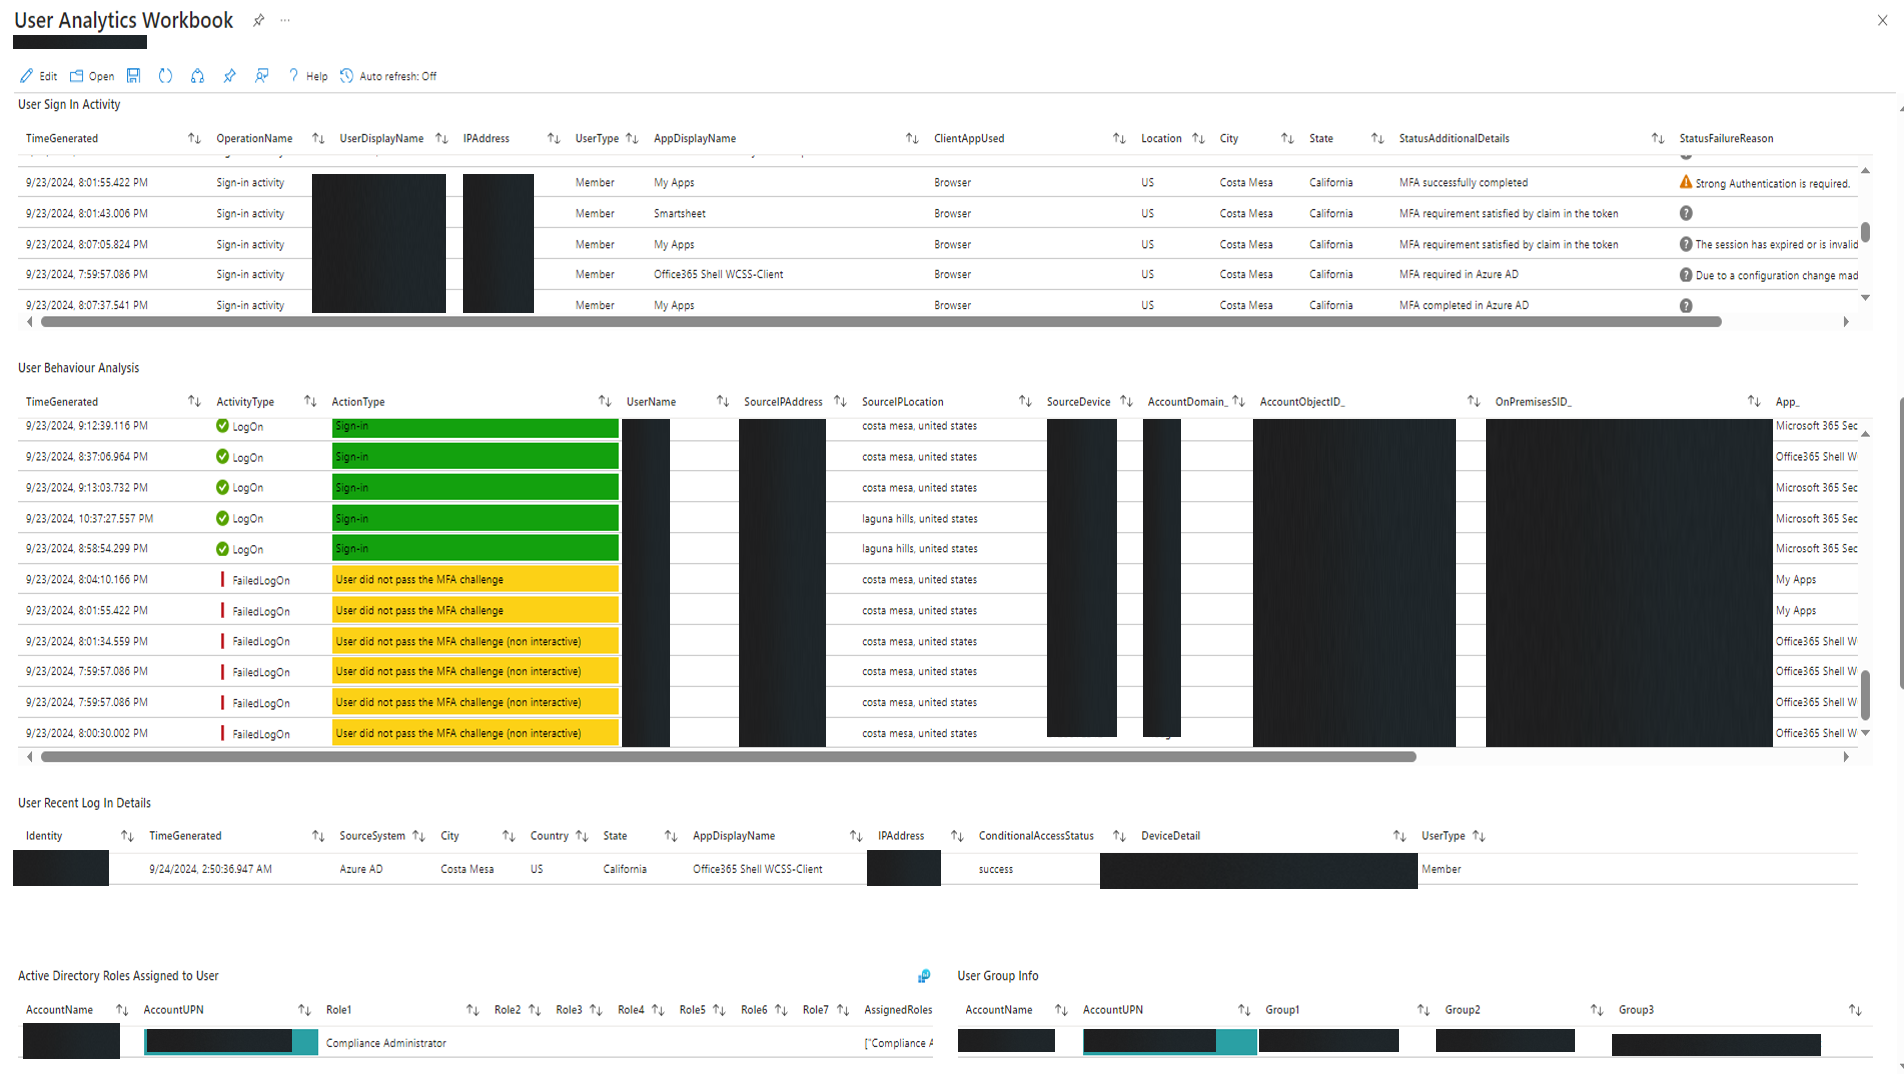 User Analytics Workbook ...
Edit Open Help Auto refresh: Off
User Sign In Activity
TimeGenerated OperationName UserDisplayName IPAddress UserType AppDisplayName ClientAppUsed Location City State StatusAdditionalDetails StatusFailureReason
9/23/2024, 8:01:55.422 PM Sign-in activity Member My Apps Browser US Costa Mesa California MFA successfully completed Strong Authentication is required.
9/23/2024, 8:01:43.006 PM Sign-in activity Member Smartsheet Browser US Costa Mesa California MFA requirement satisfied by claim in the token
9/23/2024, 8:07:05.824 PM Sign-in activity Member My Apps Browser US Costa Mesa California MFA requirement satisfied by claim in the token The session has expired or is invalid
9/23/2024, 7:59:57.086 PM Sign-in activity Member Office365 Shell WCSS-Client Browser US Costa Mesa California MFA required in Azure AD Due to a configuration change mad
9/23/2024, 8:07:37.541 PM Sign-in activity Member My Apps Browser US Costa Mesa California MFA completed in Azure AD
User Behaviour Analysis
TimeGenerated ActivityType ActionType UserName SourceIPAddress SourceIPLocation SourceDevice AccountDomain_ AccountObjectID_ OnPremisesSID_ App_
9/23/2024, 9:12:39.116 PM LogOn Sign-in costa mesa, united states Microsoft 365 Sec
9/23/2024, 8:37:06.964 PM LogOn Sign-in costa mesa, united states Office365 Shell W
9/23/2024, 9:13:03.732 PM LogOn Sign-in costa mesa, united states Microsoft 365 Sec
9/23/2024, 10:37:27.557 PM LogOn Sign-in laguna hills, united states Microsoft 365 Sec
9/23/2024, 8:58:54.299 PM LogOn Sign-in laguna hills, united states Microsoft 365 Sec
9/23/2024, 8:04:10.166 PM FailedLogOn User did not pass the MFA challenge costa mesa, united states My Apps
9/23/2024, 8:01:55.422 PM FailedLogOn User did not pass the MFA challenge costa mesa, united states My Apps
9/23/2024, 8:01:34.559 PM FailedLogOn User did not pass the MFA challenge (non interactive) costa mesa, united states Office365 Shell W
9/23/2024, 7:59:57.086 PM FailedLogOn User did not pass the MFA challenge (non interactive) costa mesa, united states Office365 Shell W
9/23/2024, 7:59:57.086 PM FailedLogOn User did not pass the MFA challenge (non interactive) costa mesa, united states Office365 Shell W
9/23/2024, 8:00:30.002 PM FailedLogOn User did not pass the MFA challenge (non interactive) costa mesa, united states Office365 Shell W
User Recent Log In Details
Identity TimeGenerated SourceSystem City Country State AppDisplayName IPAddress ConditionalAccessStatus DeviceDetail UserType
9/24/2024, 2:50:36.947 AM Azure AD Costa Mesa US California Office365 Shell WCSS-Client success Member
Active Directory Roles Assigned to User
AccountName AccountUPN Role1 Role2 Role3 Role4 Role5 Role6 Role7 AssignedRoles
Compliance Administrator ["Compliance A
User Group Info
AccountName AccountUPN Group1 Group2 Group3